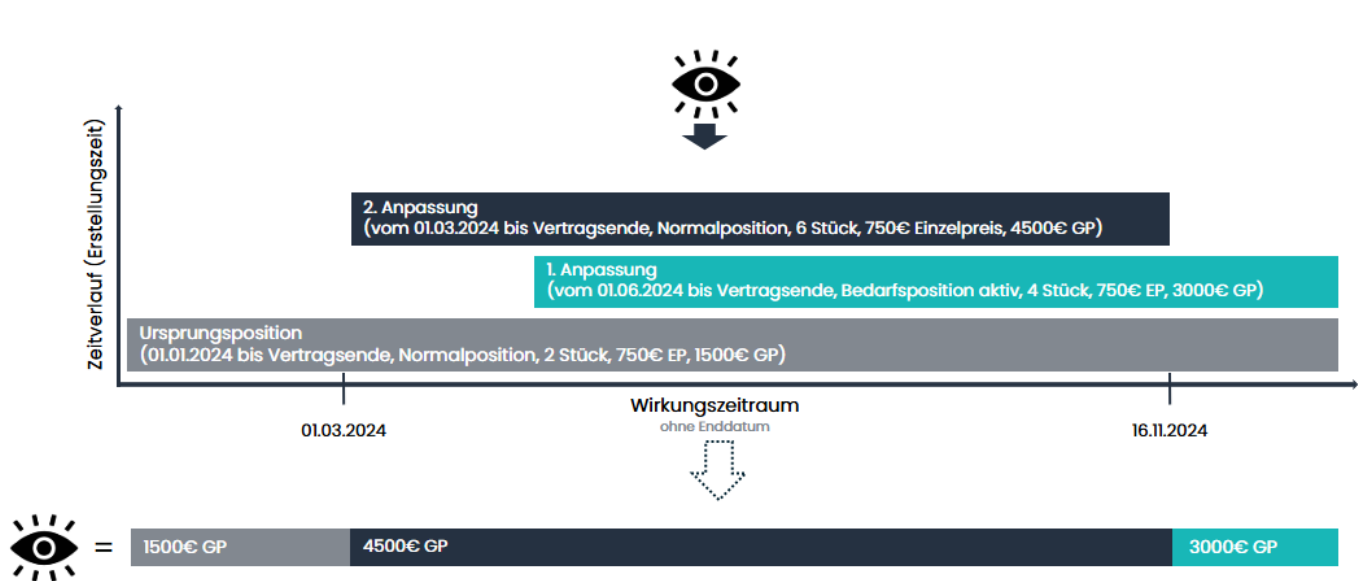 Zeitverlauf (Erstellungszeit)
2. Anpassung
(vom 01.03.2024 bis Vertragsende, Normalposition, 6 Stück, 750€ Einzelpreis, 4500€ GP)
1. Anpassung
(vom 01.06.2024 bis Vertragsende, Bedarfsposition aktiv, 4 Stück, 750€ EP, 3000€ GP)
Ursprungsposition
(01.01.2024 bis Vertragsende, Normalposition, 2 Stück, 750€ EP, 1500€ GP)
Wirkungszeitraum
ohne Enddatum
01.03.2024
16.11.2024
=
1500€ GP
4500€ GP
3000€ GP